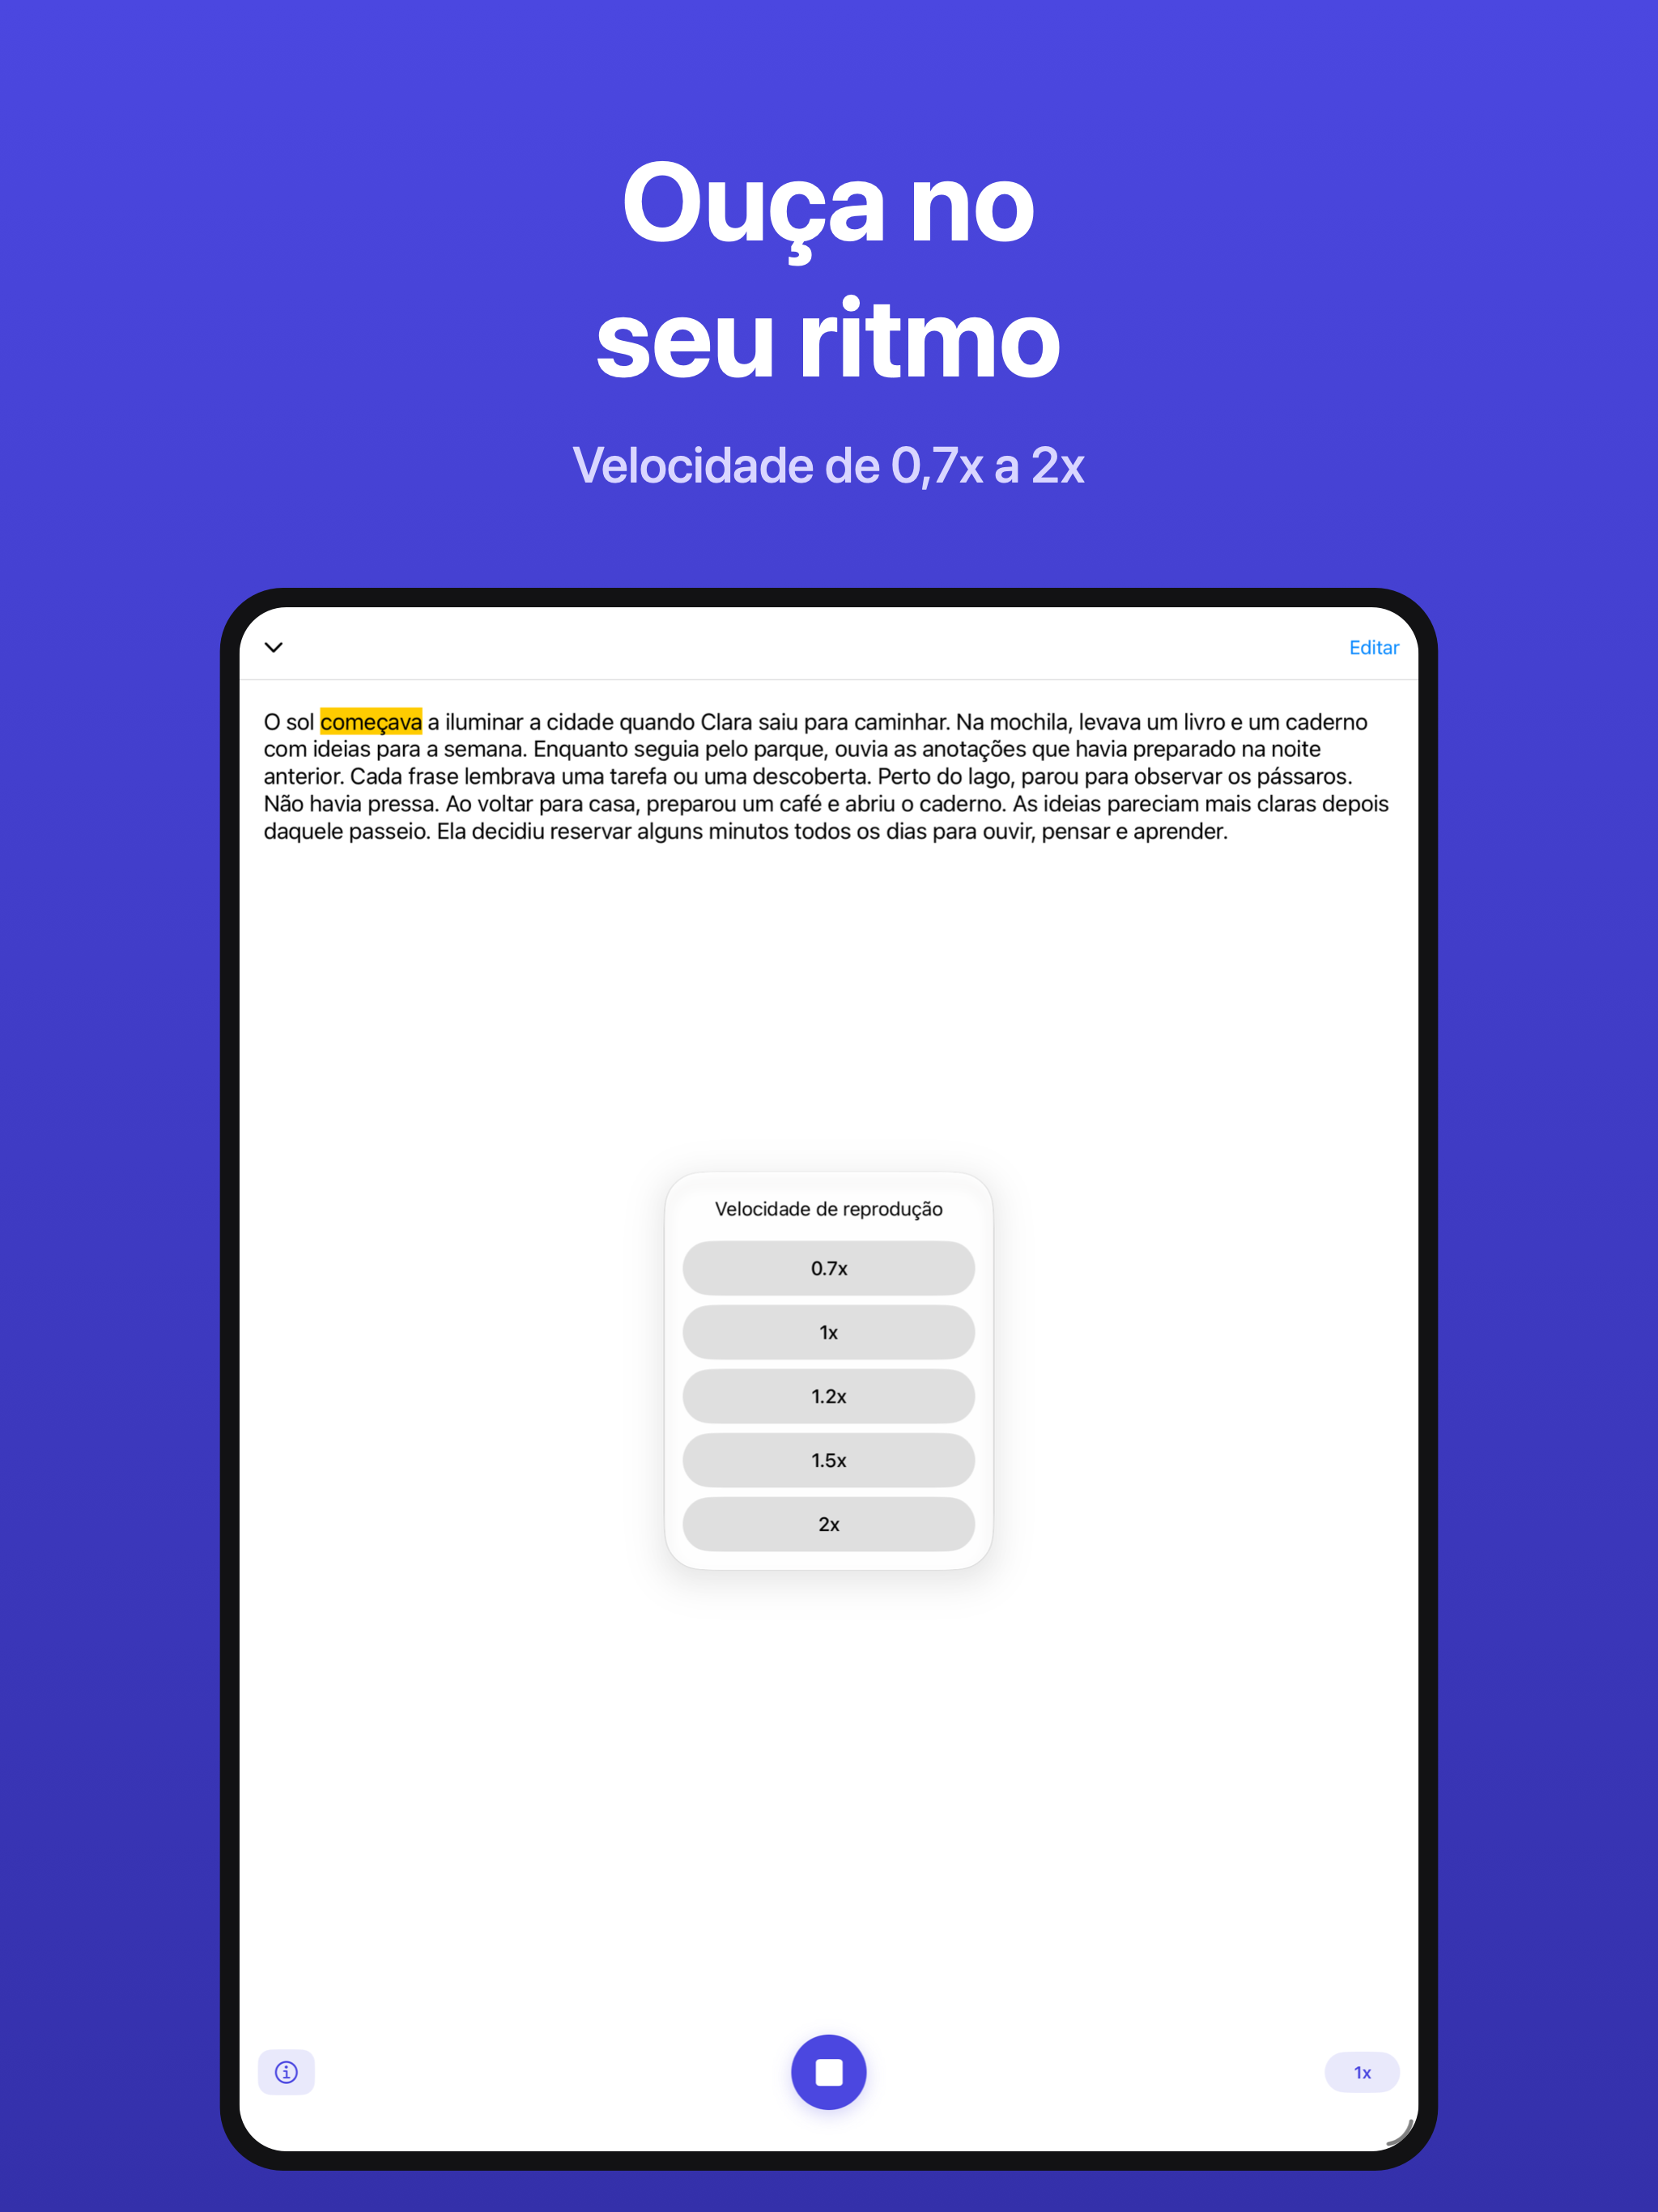 Ouça no
seu ritmo
Velocidade de 0,7x a 2x
Editar
O sol começava a iluminar a cidade quando Clara saiu para caminhar. Na mochila, levava um livro e um caderno
com ideias para a semana. Enquanto seguia pelo parque, ouvia as anotações que havia preparado na noite
anterior. Cada frase lembrava uma tarefa ou uma descoberta. Perto do lago, parou para observar os pássaros.
Não havia pressa. Ao voltar para casa, preparou um café e abriu o caderno. As ideias pareciam mais claras depois
daquele passeio. Ela decidiu reservar alguns minutos todos os dias para ouvir, pensar e aprender.
Velocidade de reprodução
0.7x
1x
1.2x
1.5x
2x
1x